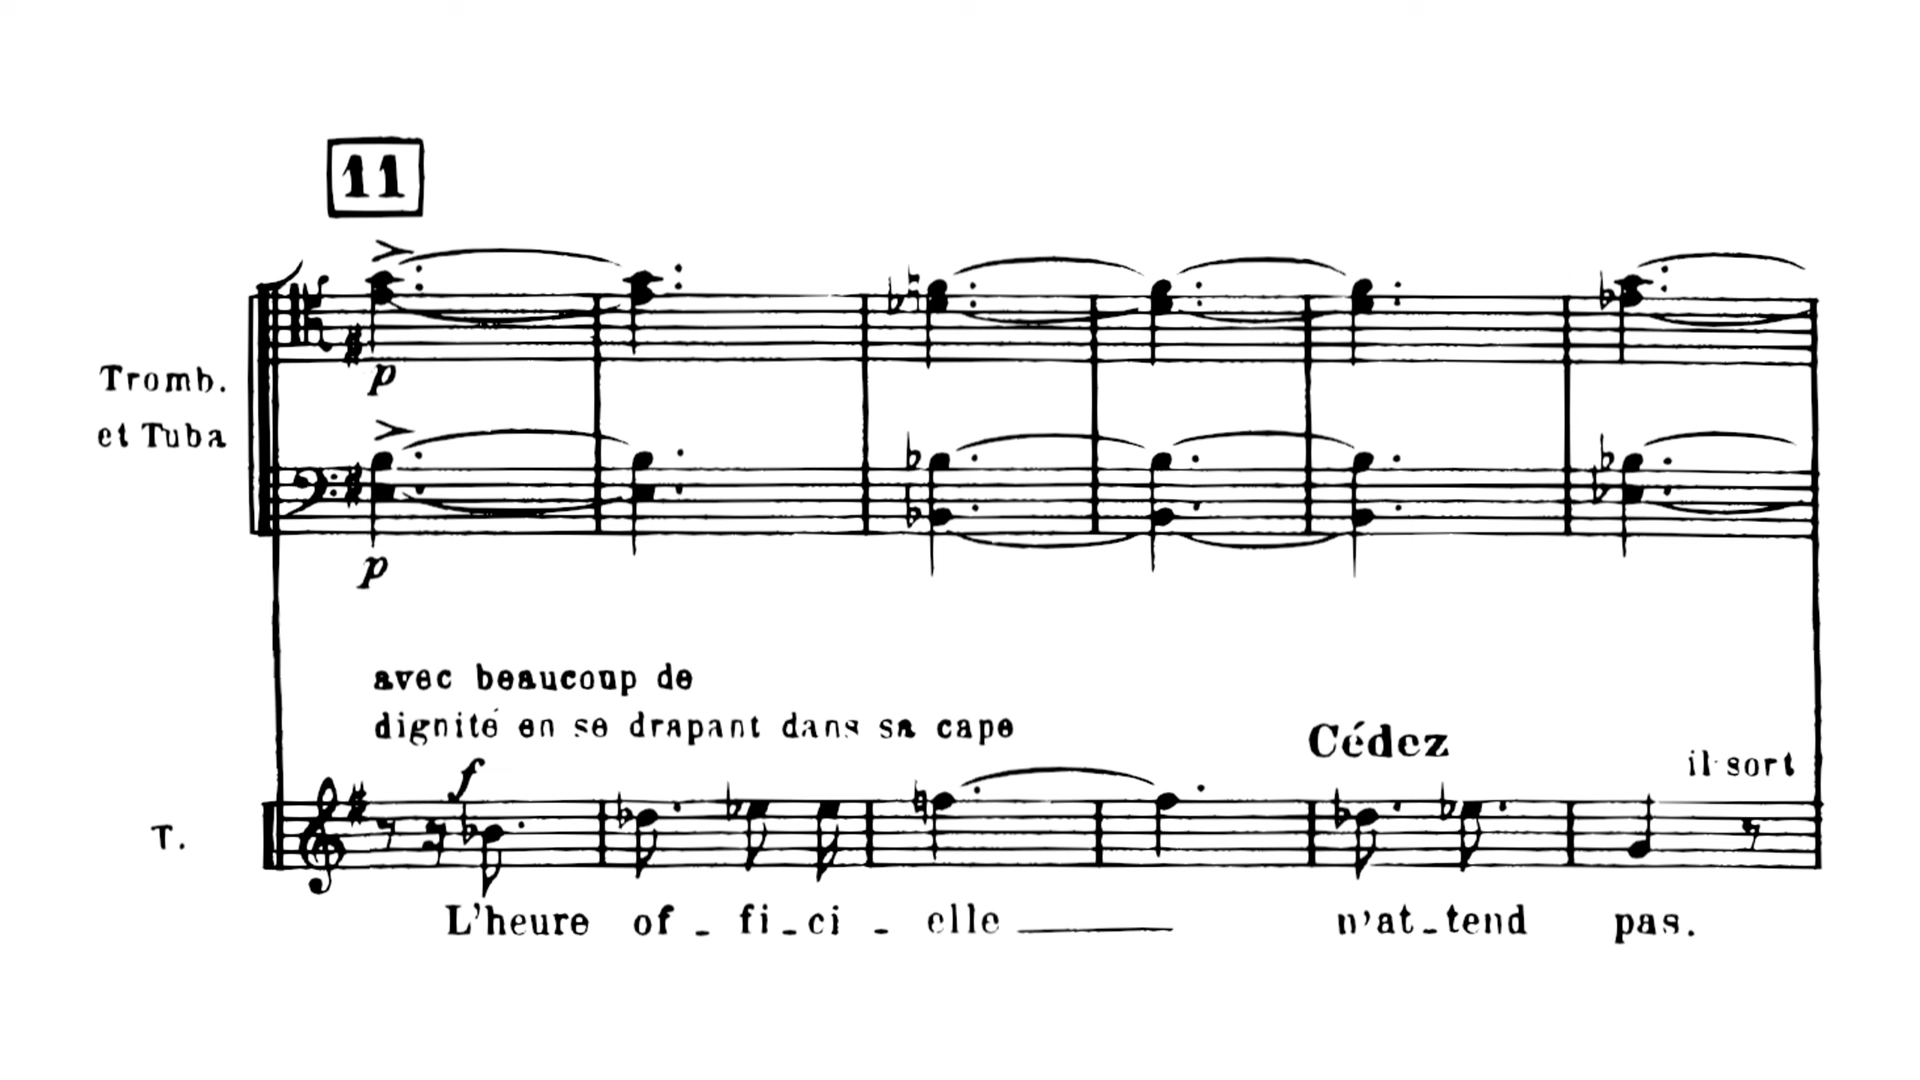 11
Tromb.
et Tuba
p
p
avec beaucoup de
dignité en se drapant dans sa cape
Cédez
il sort
f
T.
L'heure of - fi - ci - elle n'at - tend pas.